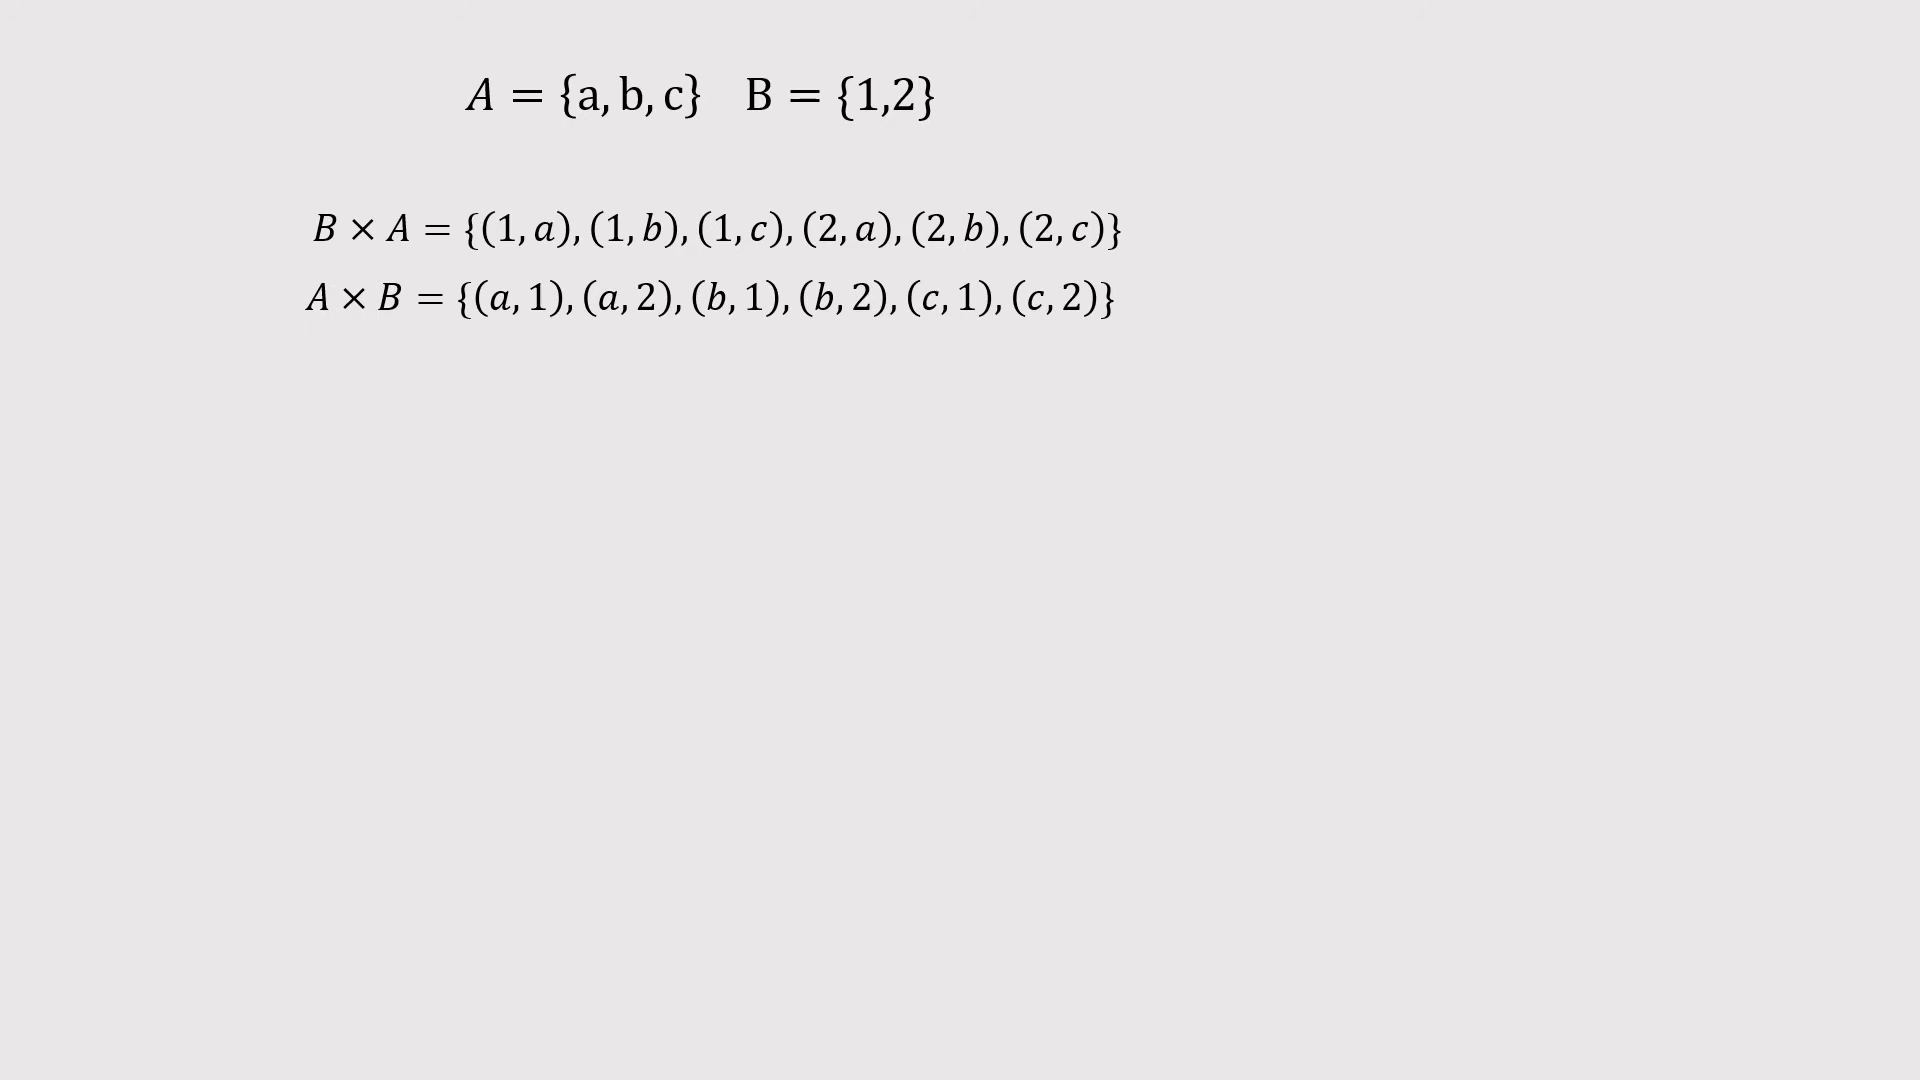 A = {a, b, c} B = {1,2}
B × A = {(1, a), (1, b), (1, c), (2, a), (2, b), (2, c)}
A × B = {(a, 1), (a, 2), (b, 1), (b, 2), (c, 1), (c, 2)}